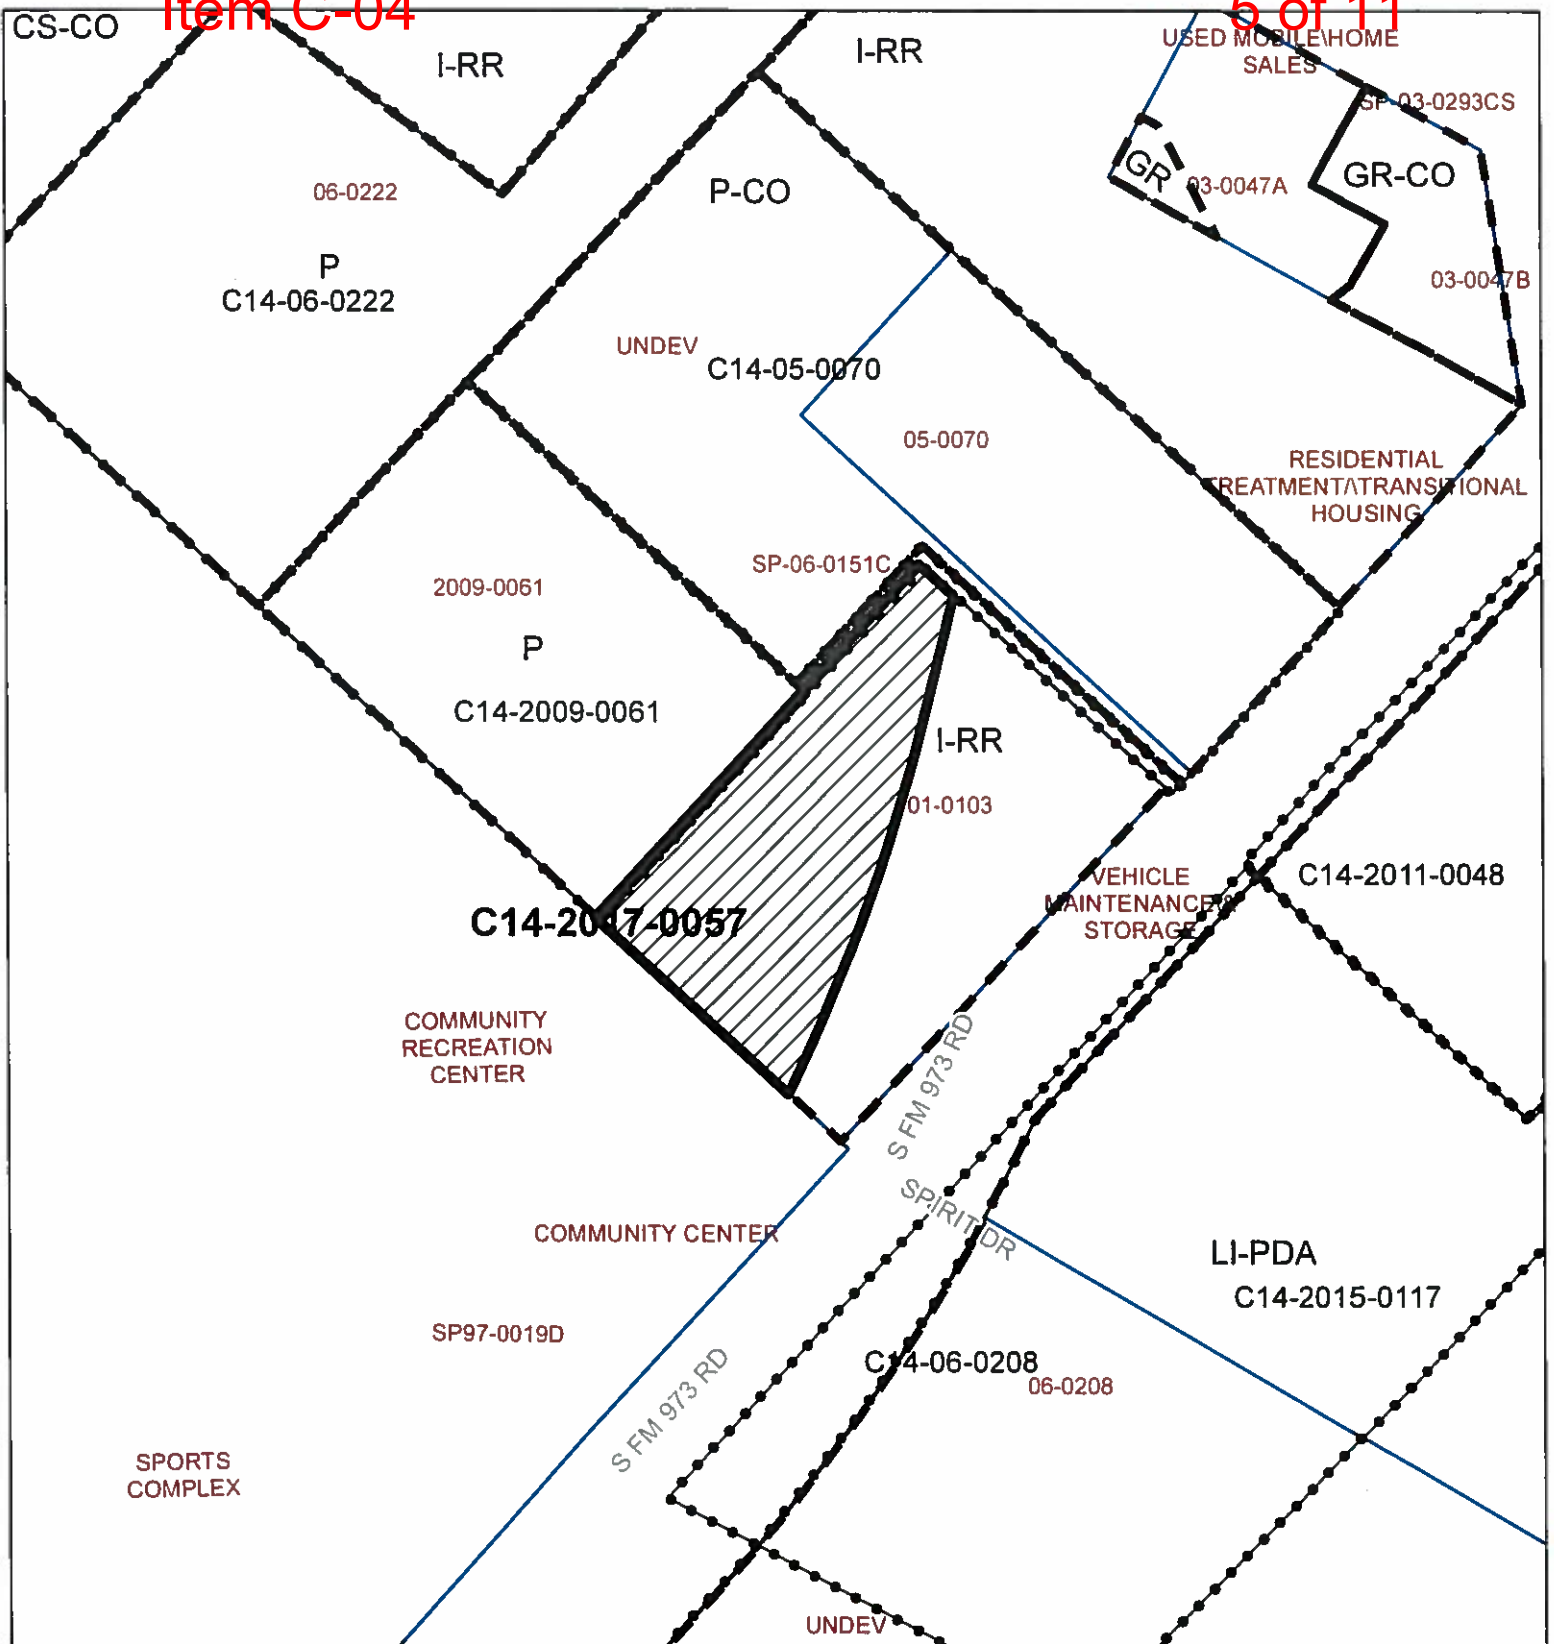 Item C-04
5 of 11
CS-CO
I-RR
I-RR
USED MOBILE\HOME
SALES
SP-03-0293CS
GR
03-0047A
GR-CO
06-0222
P-CO
P
C14-06-0222
03-0047B
UNDEV
C14-05-0070
05-0070
RESIDENTIAL
TREATMENT/\TRANSITIONAL
HOUSING
SP-06-0151C
2009-0061
P
C14-2009-0061
I-RR
01-0103
VEHICLE
MAINTENANCE&
STORAGE
C14-2011-0048
C14-2017-0057
COMMUNITY
RECREATION
CENTER
S FM 973 RD
SPIRIT DR
COMMUNITY CENTER
LI-PDA
C14-2015-0117
SP97-0019D
C14-06-0208
06-0208
S FM 973 RD
SPORTS
COMPLEX
UNDEV